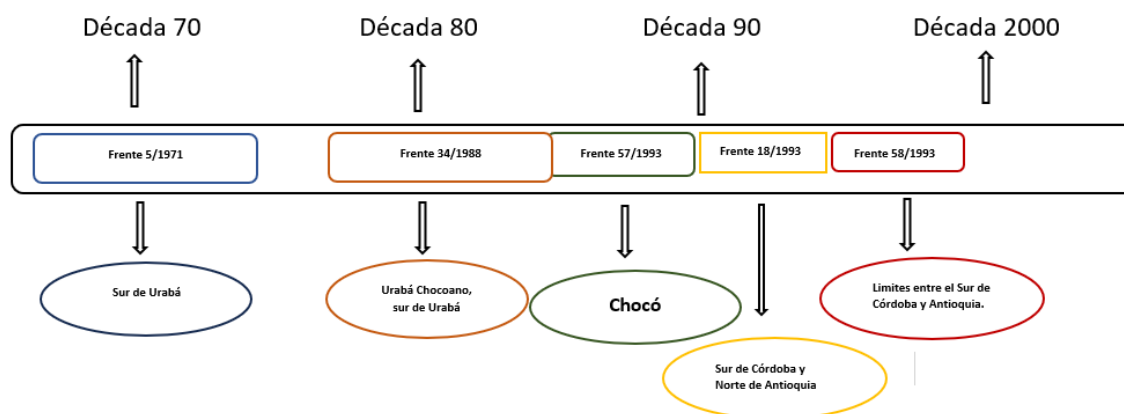 Década 70
Década 80
Década 90
Década 2000
Frente 5/1971
Frente 34/1988
Frente 57/1993
Frente 18/1993
Frente 58/1993
Sur de Urabá
Urabá Chocoano,
sur de Urabá
Chocó
Limites entre el Sur de
Córdoba y Antioquia.
Sur de Córdoba y
Norte de Antioquia